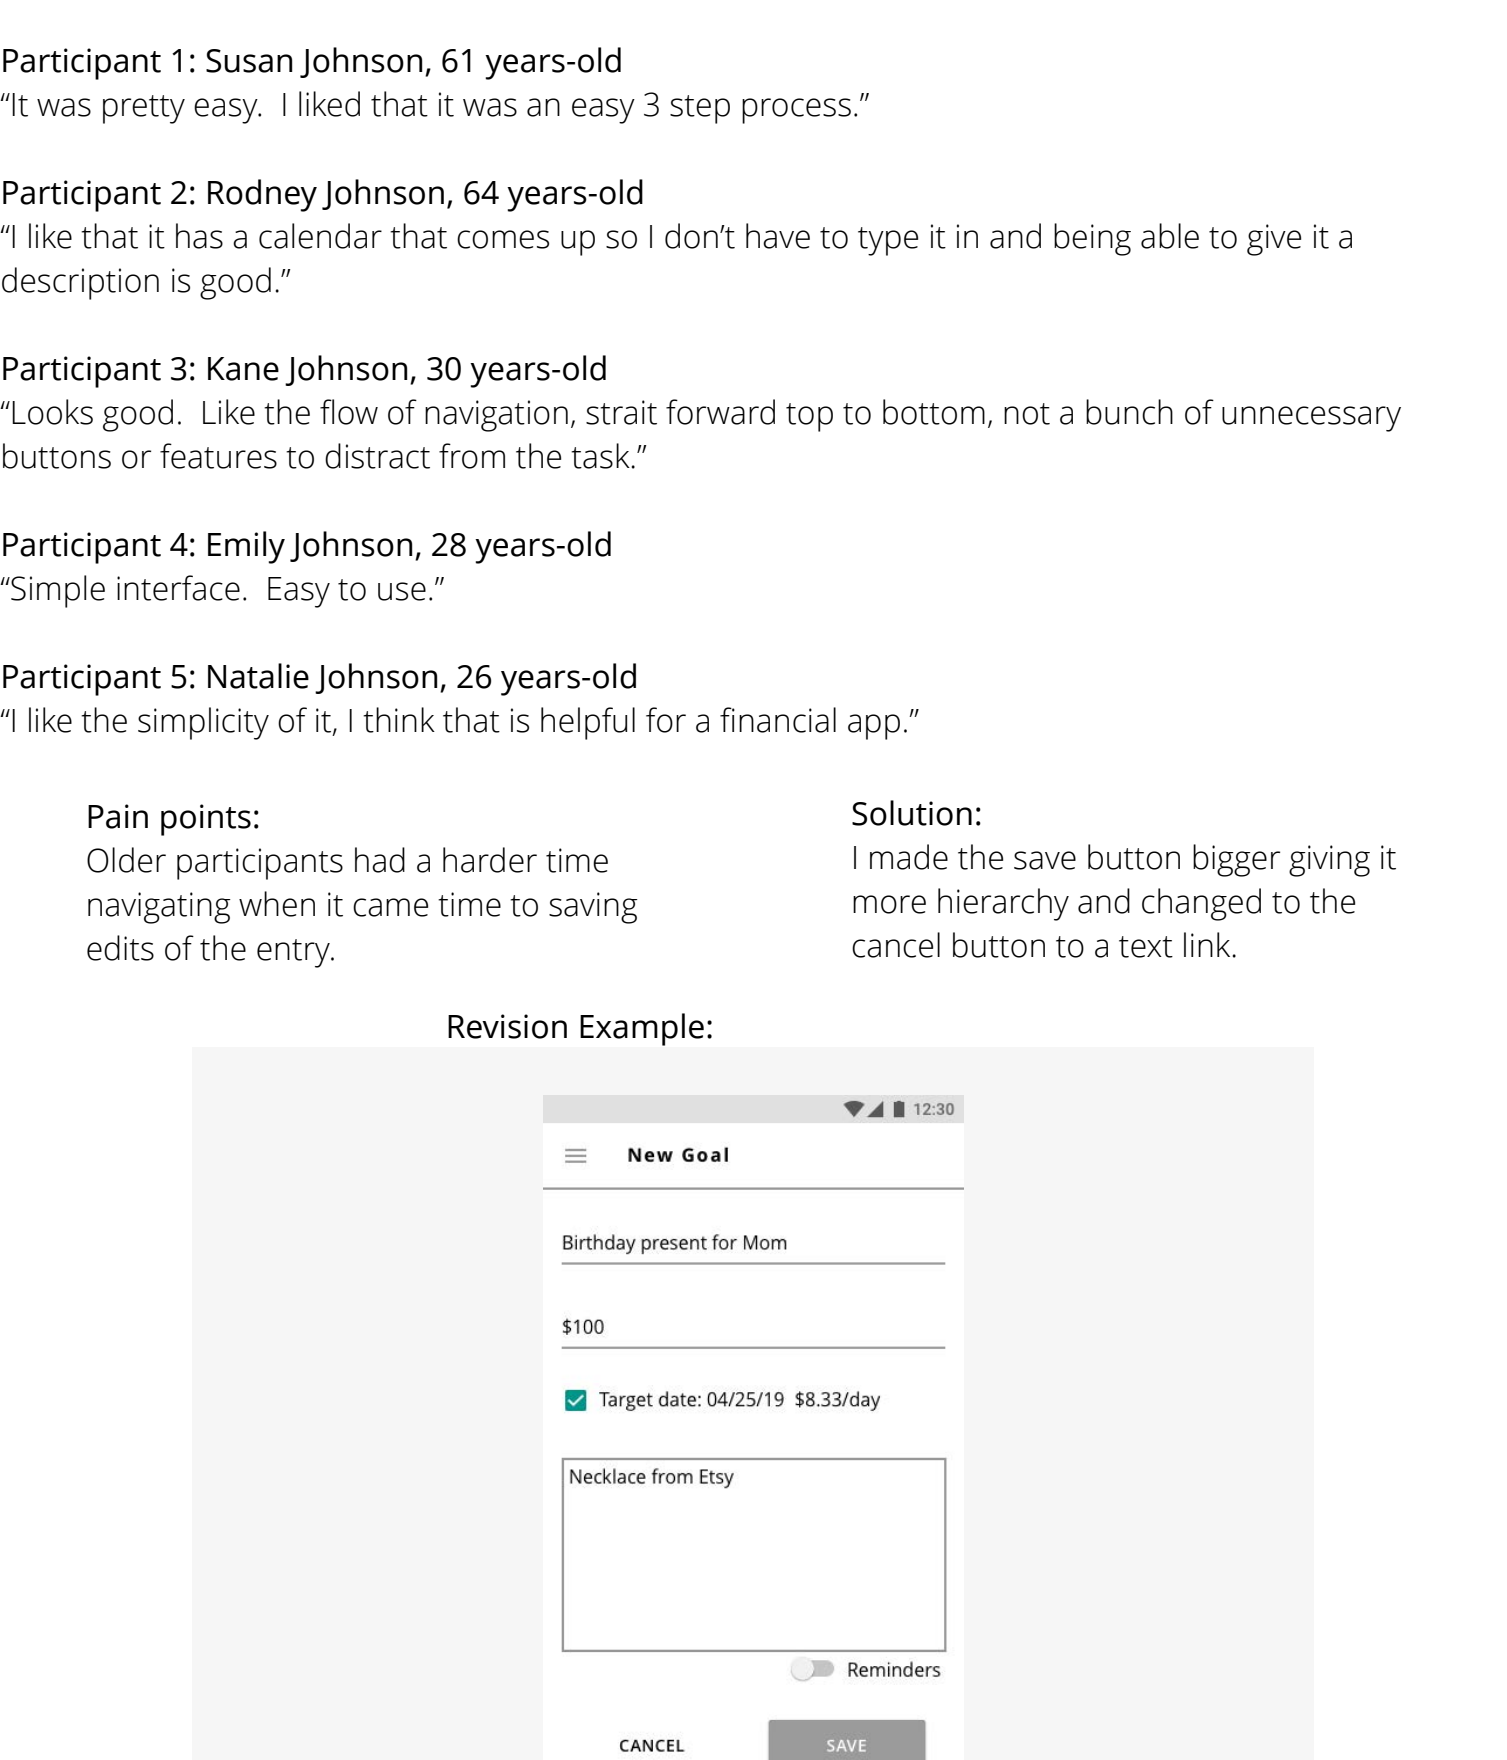 Participant 1: Susan Johnson, 61 years-old
“It was pretty easy.  I liked that it was an easy 3 step process.”
Participant 2: Rodney Johnson, 64 years-old
“I like that it has a calendar that comes up so I don’t have to type it in and being able to give it a
description is good.”
Participant 3: Kane Johnson, 30 years-old
“Looks good.  Like the flow of navigation, strait forward top to bottom, not a bunch of unnecessary
buttons or features to distract from the task.”
Participant 4: Emily Johnson, 28 years-old
“Simple interface.  Easy to use.”
Participant 5: Natalie Johnson, 26 years-old
“I like the simplicity of it, I think that is helpful for a financial app.”
Pain points:
Older participants had a harder time
navigating when it came time to saving
edits of the entry.
Solution:
I made the save button bigger giving it
more hierarchy and changed to the
cancel button to a text link.
Revision Example:
12:30
New Goal
Birthday present for Mom
$100
Target date: 04/25/19  $8.33/day
Necklace from Etsy
Reminders
CANCEL
SAVE